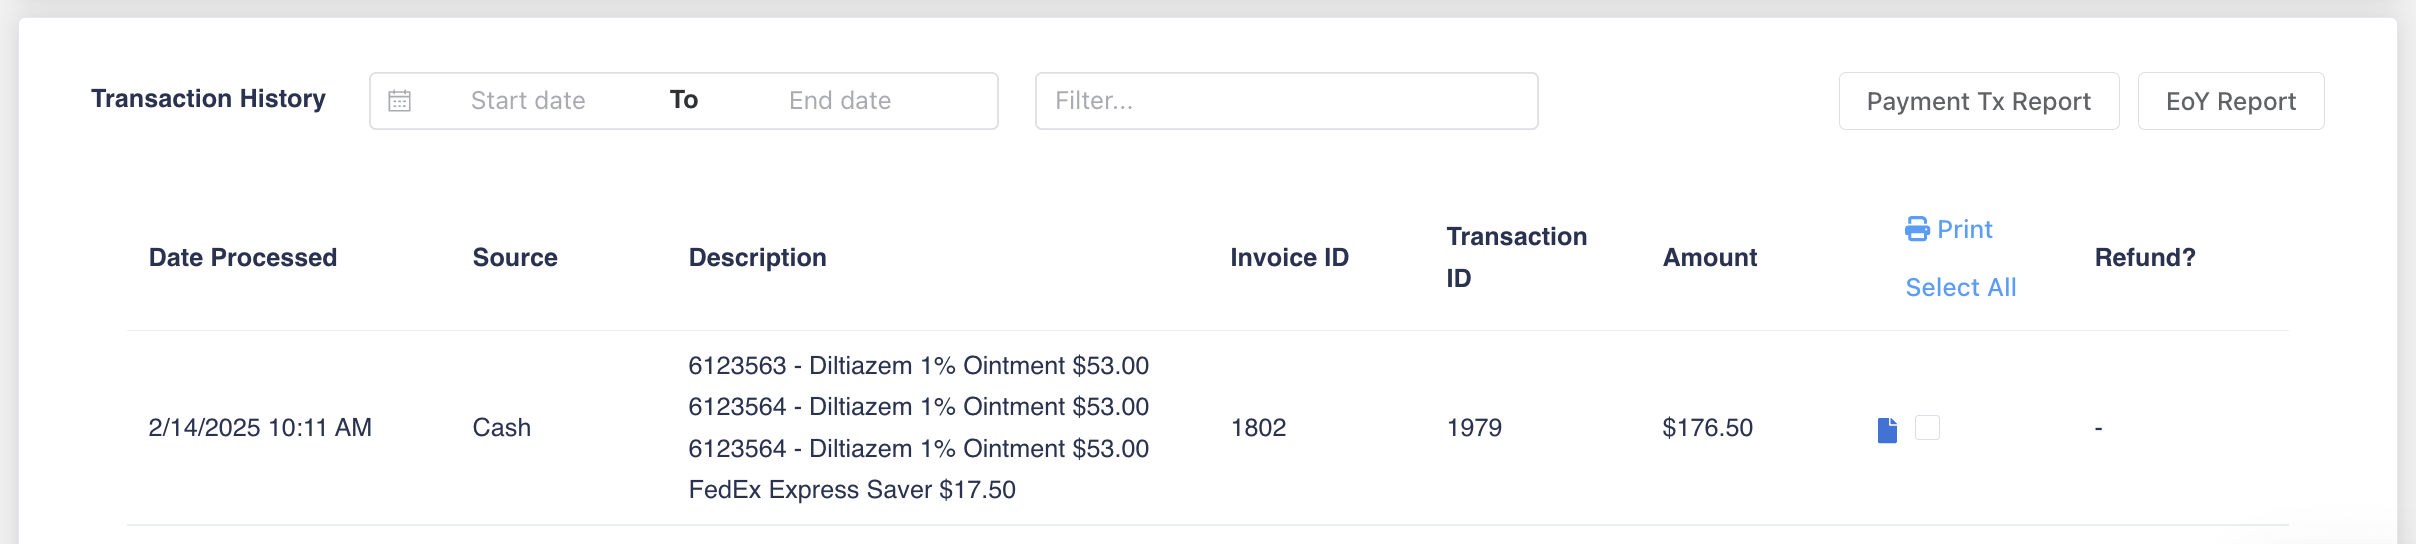 Transaction History
Start date To End date
Filter...
Payment Tx Report
EoY Report
Date Processed
Source
Description
Invoice ID
Transaction
ID
Amount
Print
Select All
Refund?
2/14/2025 10:11 AM
Cash
6123563 - Diltiazem 1% Ointment $53.00
6123564 - Diltiazem 1% Ointment $53.00
6123564 - Diltiazem 1% Ointment $53.00
FedEx Express Saver $17.50
1802
1979
$176.50
-